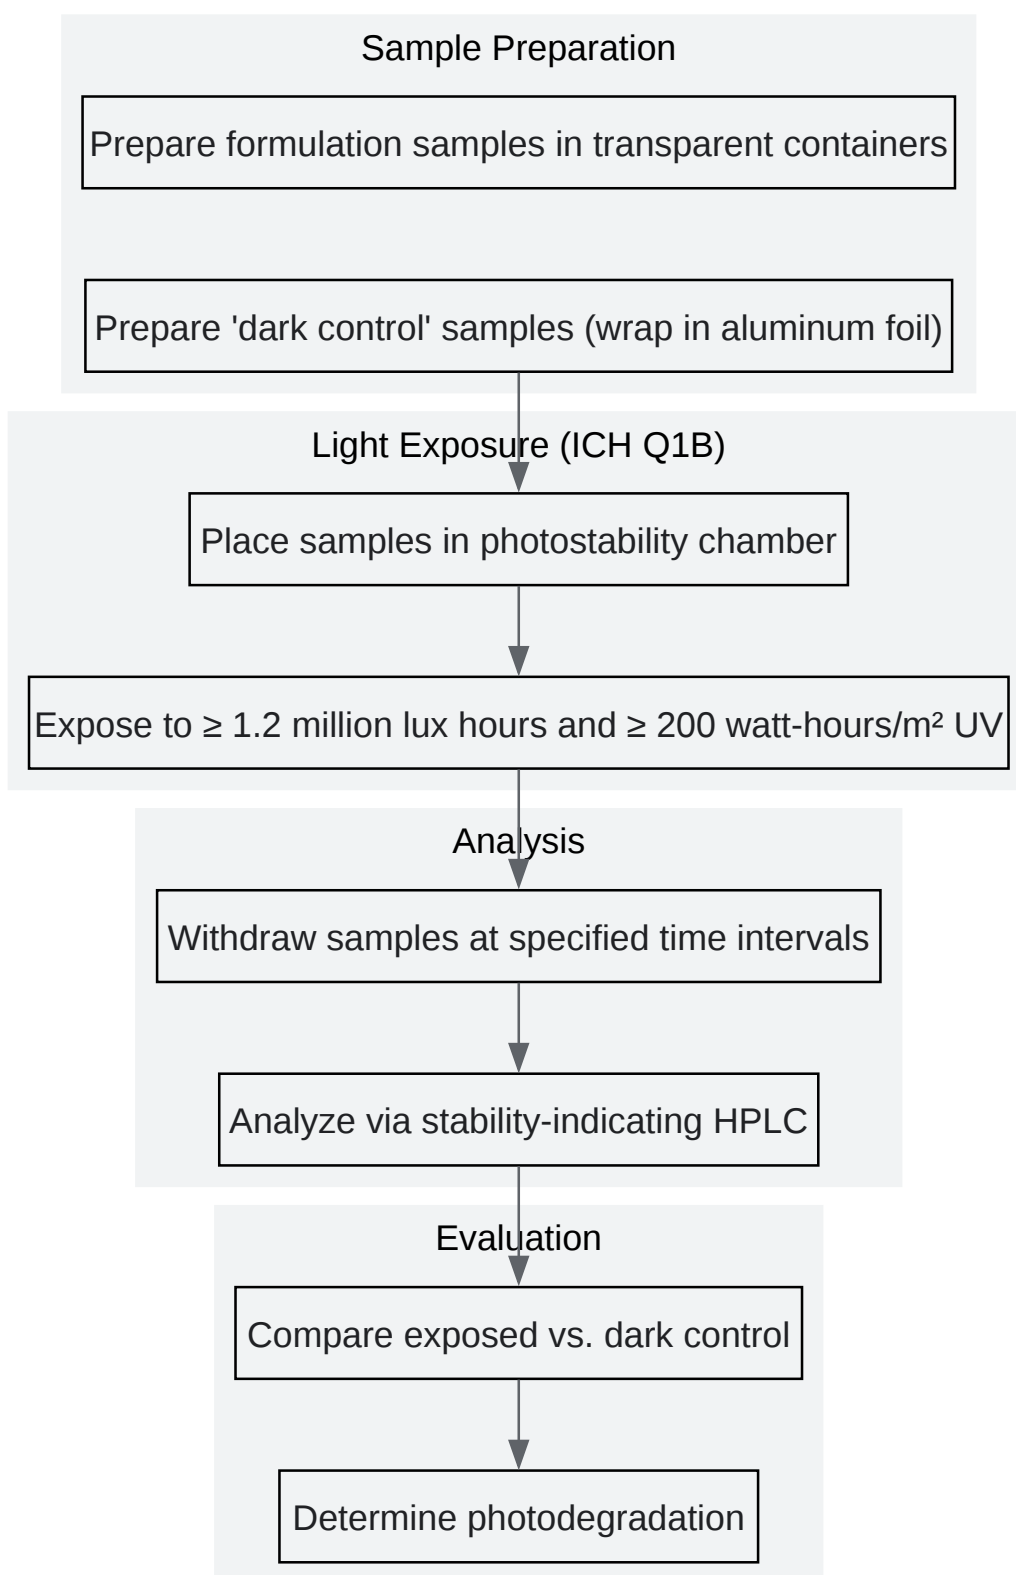 Sample Preparation
Prepare formulation samples in transparent containers
Prepare 'dark control' samples (wrap in aluminum foil)
Light Exposure (ICH Q1B)
Place samples in photostability chamber
Expose to ≥ 1.2 million lux hours and ≥ 200 watt-hours/m² UV
Analysis
Withdraw samples at specified time intervals
Analyze via stability-indicating HPLC
Evaluation
Compare exposed vs. dark control
Determine photodegradation